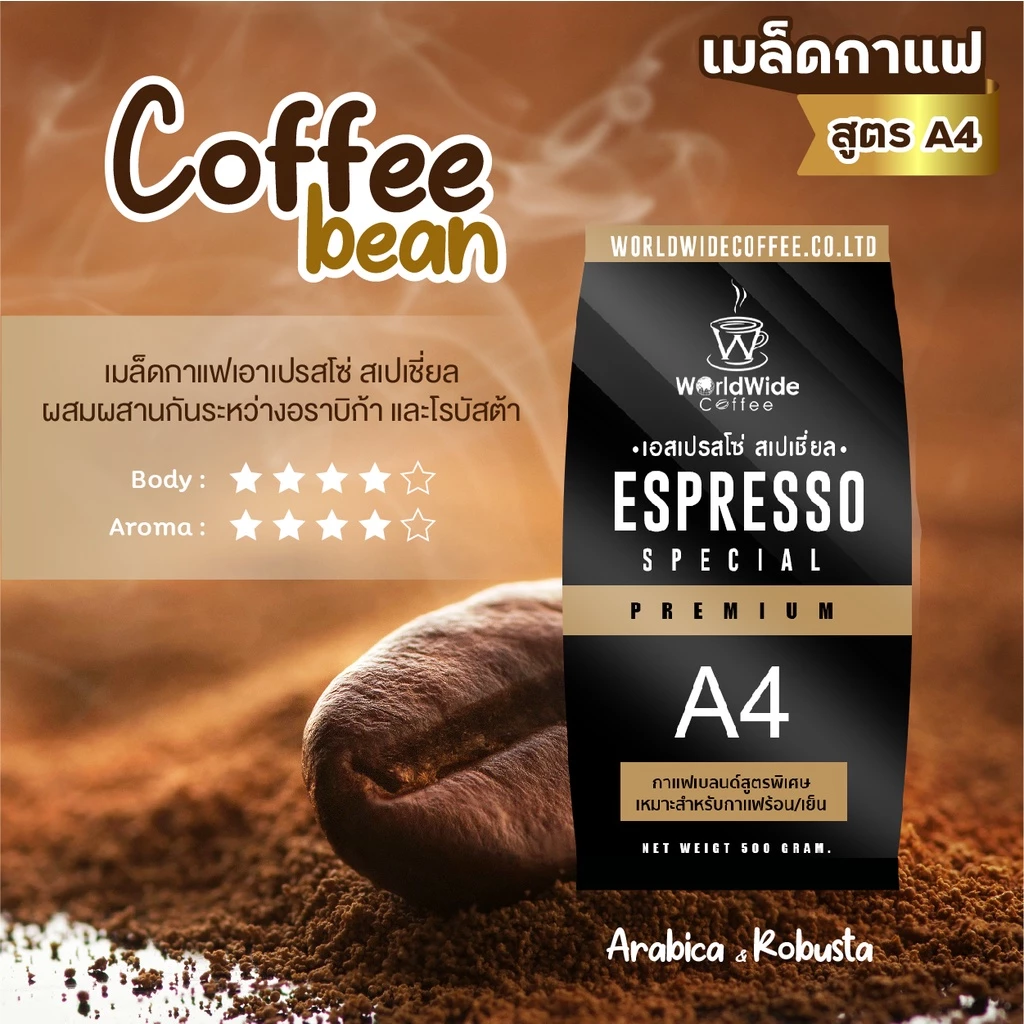 เมล็ดกาแฟ
สูตร A4
Coffee
bean
เมล็ดกาแฟเอาเปรสโซ่ สเปเชี่ยล
ผสมผสานกันระหว่างอราบิก้า และโรบัสต้า
Body :
Aroma :
WORLDWIDECOFFEE.CO.LTD
W
WorldWide
Coffee
•เอสเปรสโซ่ สเปเชี่ยล•
ESPRESSO
SPECIAL
PREMIUM
A4
กาแฟเบลนด์สูตรพิเศษ
เหมาะสำหรับกาแฟร้อน/เย็น
NET WEIGT 500 GRAM.
Arabica & Robusta